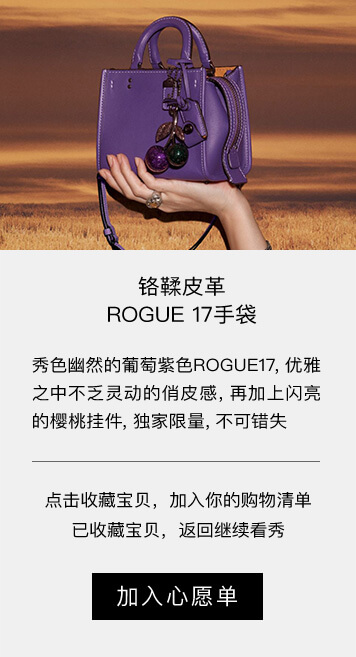 铬鞣皮革
ROGUE 17手袋
秀色幽然的葡萄紫色ROGUE17, 优雅
之中不乏灵动的俏皮感, 再加上闪亮
的樱桃挂件, 独家限量, 不可错失
点击收藏宝贝，加入你的购物清单
已收藏宝贝，返回继续看秀
加入心愿单